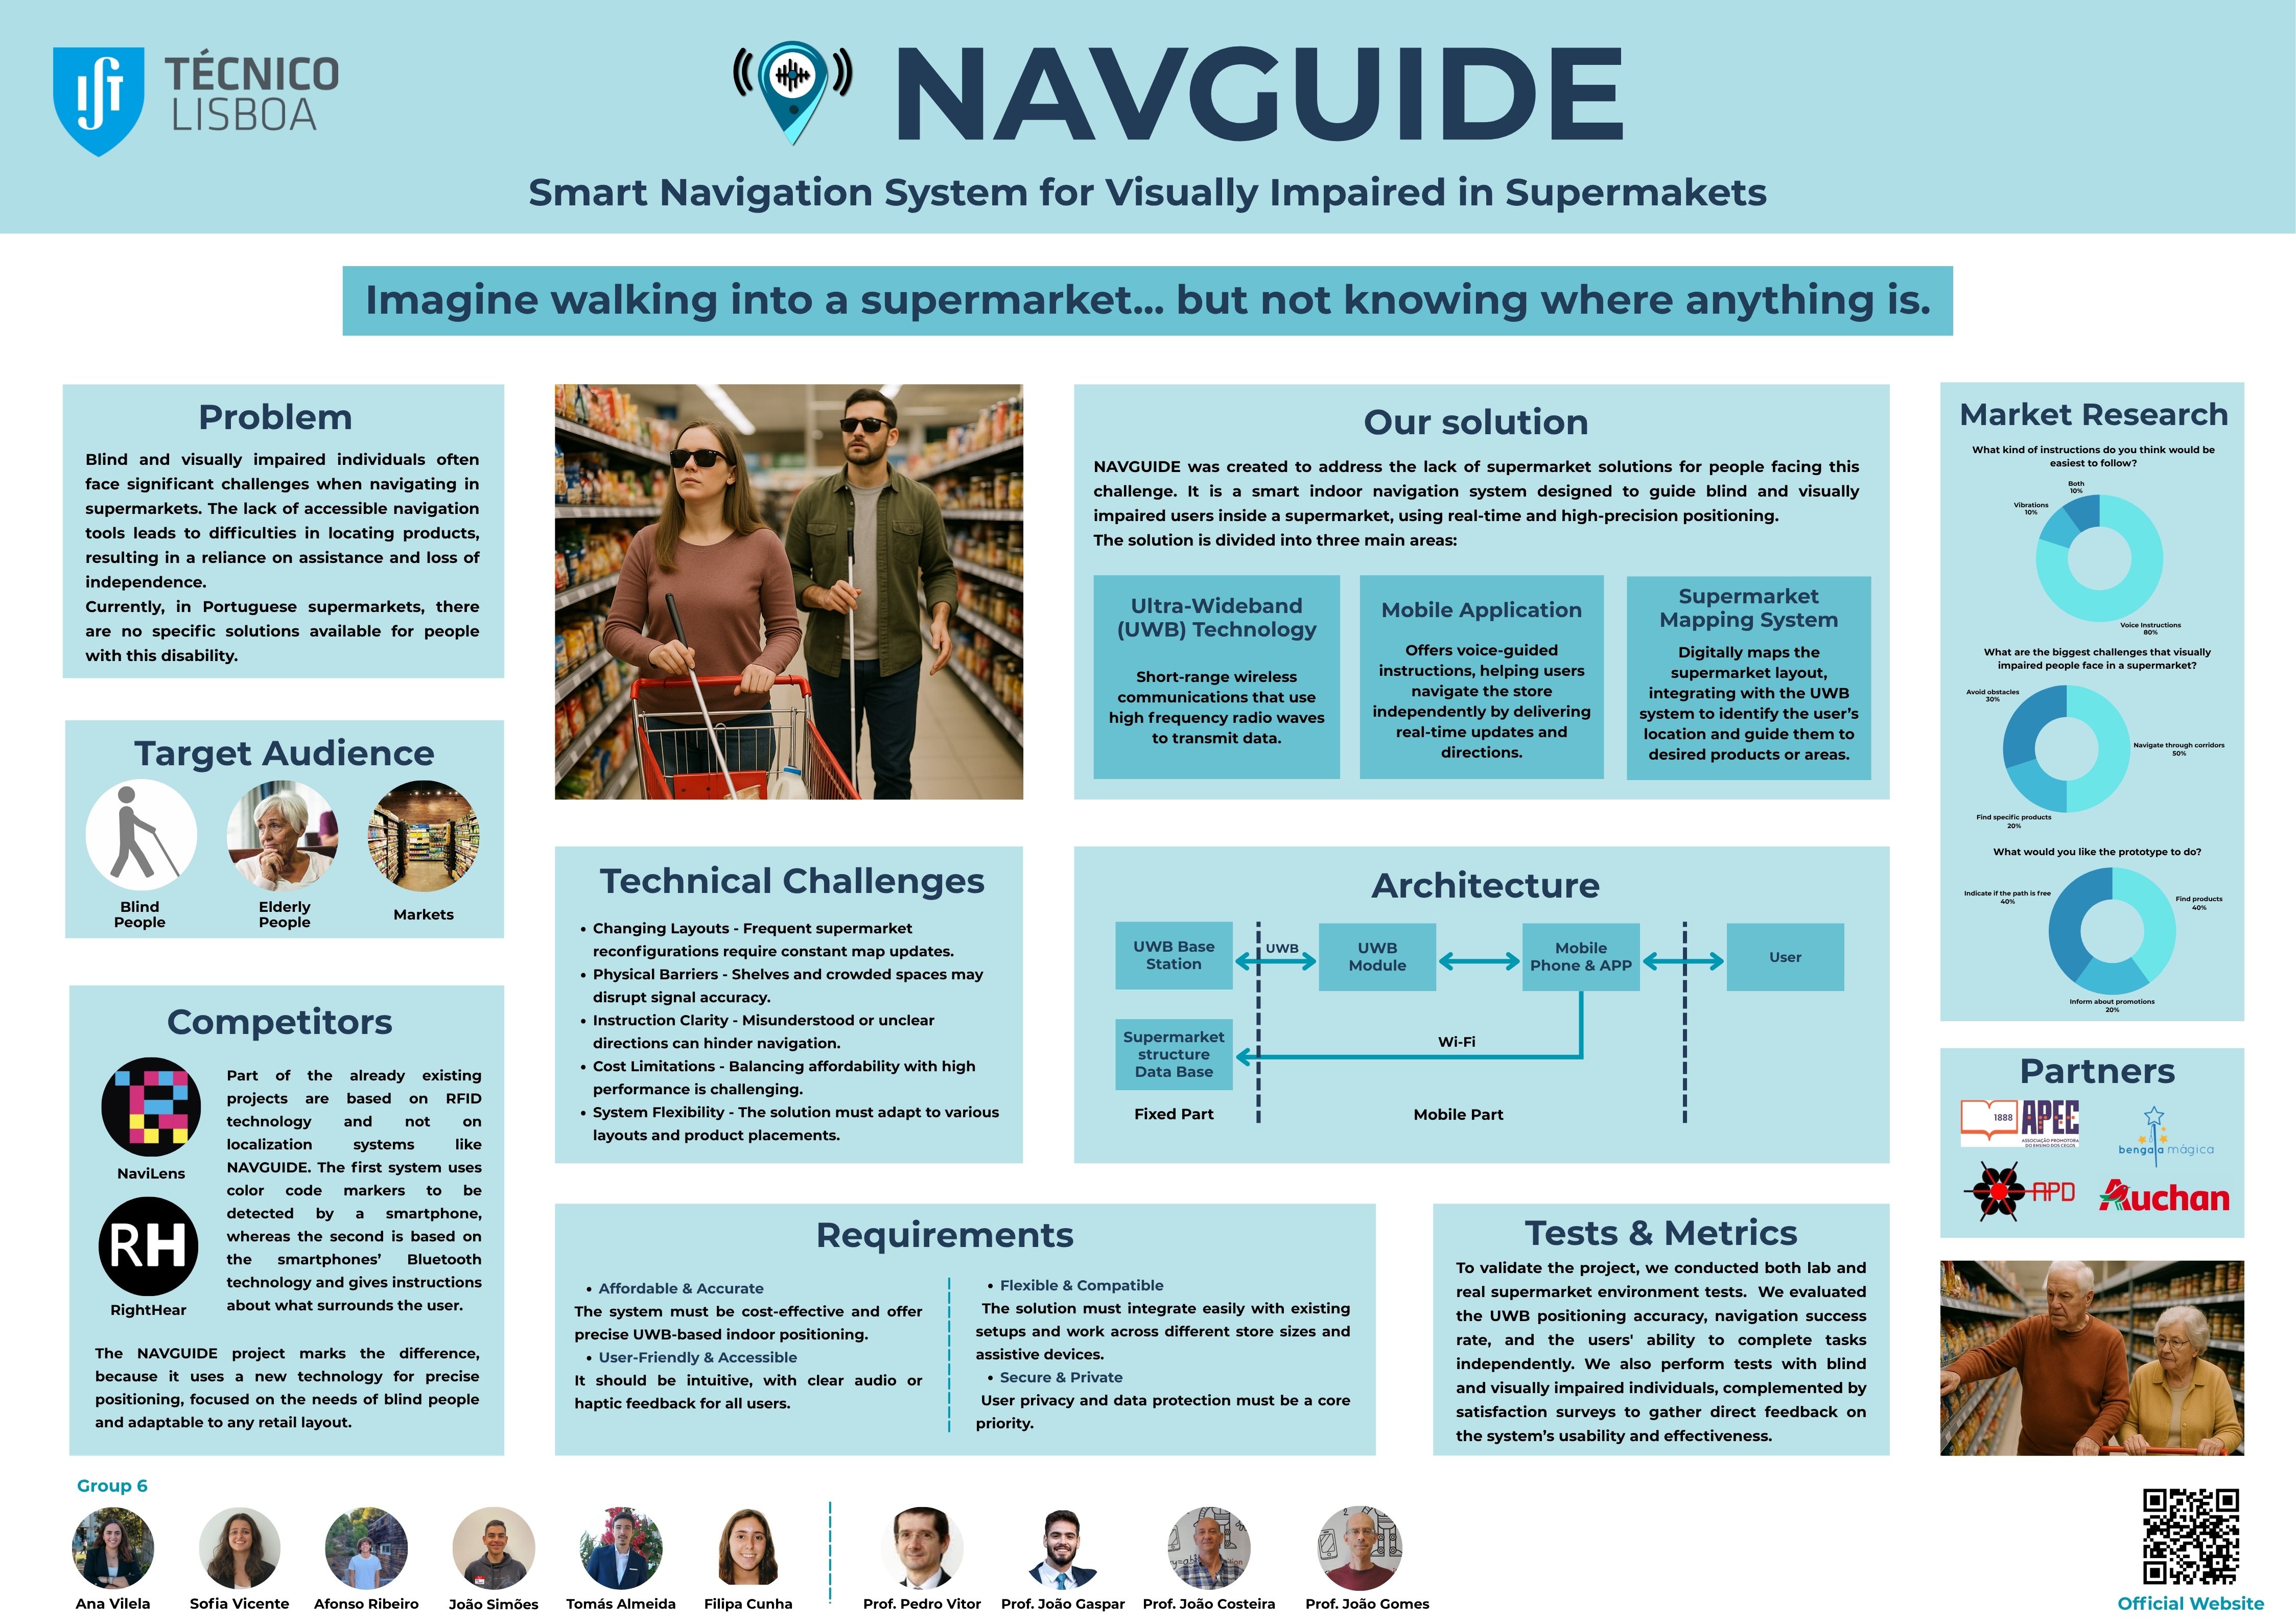 TÉCNICO
LISBOA
NAVGUIDE
Smart Navigation System for Visually Impaired in Supermakets
Imagine walking into a supermarket... but not knowing where anything is.
Problem
Blind and visually impaired individuals often
face significant challenges when navigating in
supermarkets. The lack of accessible navigation
tools leads to difficulties in locating products,
resulting in a reliance on assistance and loss of
independence.
Currently, in Portuguese supermarkets, there
are no specific solutions available for people
with this disability.
Target Audience
Blind
People
Elderly
People
Markets
Competitors
NaviLens
RH
RightHear
Part of the already existing
projects are based on RFID
technology and not on
localization systems like
NAVGUIDE. The first system uses
color code markers to be
detected by a smartphone,
whereas the second is based on
the smartphones’ Bluetooth
technology and gives instructions
about what surrounds the user.
The NAVGUIDE project marks the difference,
because it uses a new technology for precise
positioning, focused on the needs of blind people
and adaptable to any retail layout.
Technical Challenges
• Changing Layouts - Frequent supermarket
reconfigurations require constant map updates.
• Physical Barriers - Shelves and crowded spaces may
disrupt signal accuracy.
• Instruction Clarity - Misunderstood or unclear
directions can hinder navigation.
• Cost Limitations - Balancing affordability with high
performance is challenging.
• System Flexibility - The solution must adapt to various
layouts and product placements.
Our solution
NAVGUIDE was created to address the lack of supermarket solutions for people facing this
challenge. It is a smart indoor navigation system designed to guide blind and visually
impaired users inside a supermarket, using real-time and high-precision positioning.
The solution is divided into three main areas:
Ultra-Wideband
(UWB) Technology
Short-range wireless
communications that use
high frequency radio waves
to transmit data.
Mobile Application
Offers voice-guided
instructions, helping users
navigate the store
independently by delivering
real-time updates and
directions.
Supermarket
Mapping System
Digitally maps the
supermarket layout,
integrating with the UWB
system to identify the user’s
location and guide them to
desired products or areas.
Architecture
UWB Base
Station
UWB
UWB
Module
Mobile
Phone & APP
User
Supermarket
structure
Data Base
Wi-Fi
Fixed Part
Mobile Part
Requirements
• Affordable & Accurate
The system must be cost-effective and offer
precise UWB-based indoor positioning.
• User-Friendly & Accessible
It should be intuitive, with clear audio or
haptic feedback for all users.
• Flexible & Compatible
The solution must integrate easily with existing
setups and work across different store sizes and
assistive devices.
• Secure & Private
User privacy and data protection must be a core
priority.
Tests & Metrics
To validate the project, we conducted both lab and
real supermarket environment tests. We evaluated
the UWB positioning accuracy, navigation success
rate, and the users' ability to complete tasks
independently. We also perform tests with blind
and visually impaired individuals, complemented by
satisfaction surveys to gather direct feedback on
the system’s usability and effectiveness.
Market Research
What kind of instructions do you think would be
easiest to follow?
Both
10%
Vibrations
10%
Voice Instructions
80%
What are the biggest challenges that visually
impaired people face in a supermarket?
Avoid obstacles
30%
Navigate through corridors
50%
Find specific products
20%
What would you like the prototype to do?
Indicate if the path is free
40%
Find products
40%
Inform about promotions
20%
Partners
1888 APEC
ASSOCIAÇÃO PROMOTORA
DO ENSINO DOS CEGOS
bengala mágica
APD
Auchan
Group 6
Ana Vilela
Sofia Vicente
Afonso Ribeiro
João Simões
Tomás Almeida
Filipa Cunha
Prof. Pedro Vitor
Prof. João Gaspar
Prof. João Costeira
Prof. João Gomes
Official Website